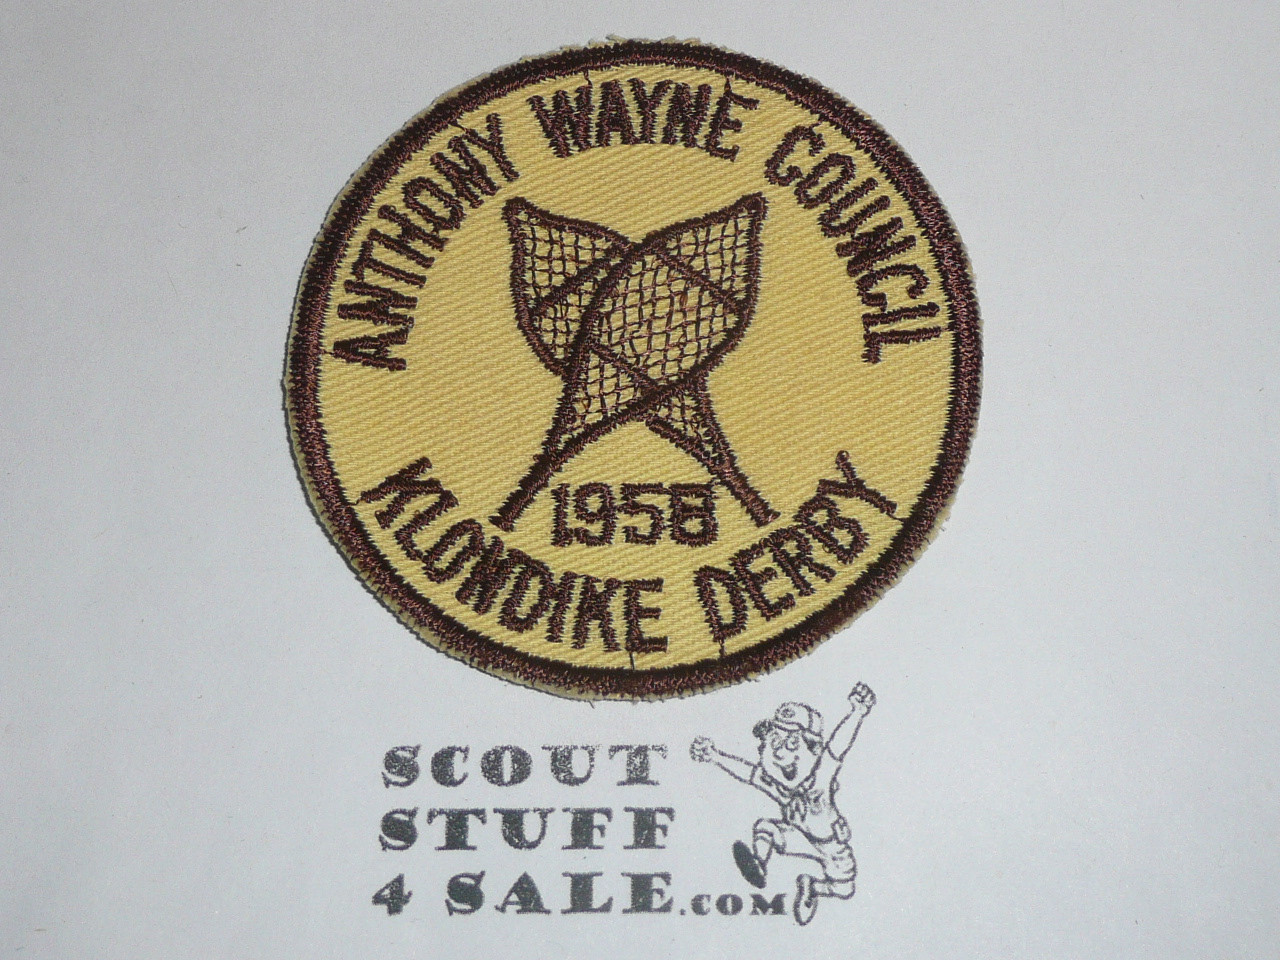 ANTHONY WAYNE COUNCIL
1958
KLONDIKE DERBY
SCOUT
STUFF
4 SALE.COM